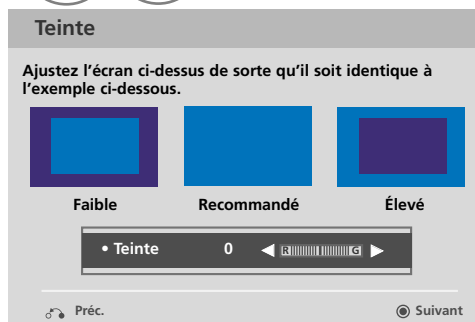 Teinte
Ajustez l'écran ci-dessus de sorte qu'il soit identique à
l'exemple ci-dessous.
Faible Recommandé Élevé
• Teinte 0 ◀ R G ▶
Préc. Suivant